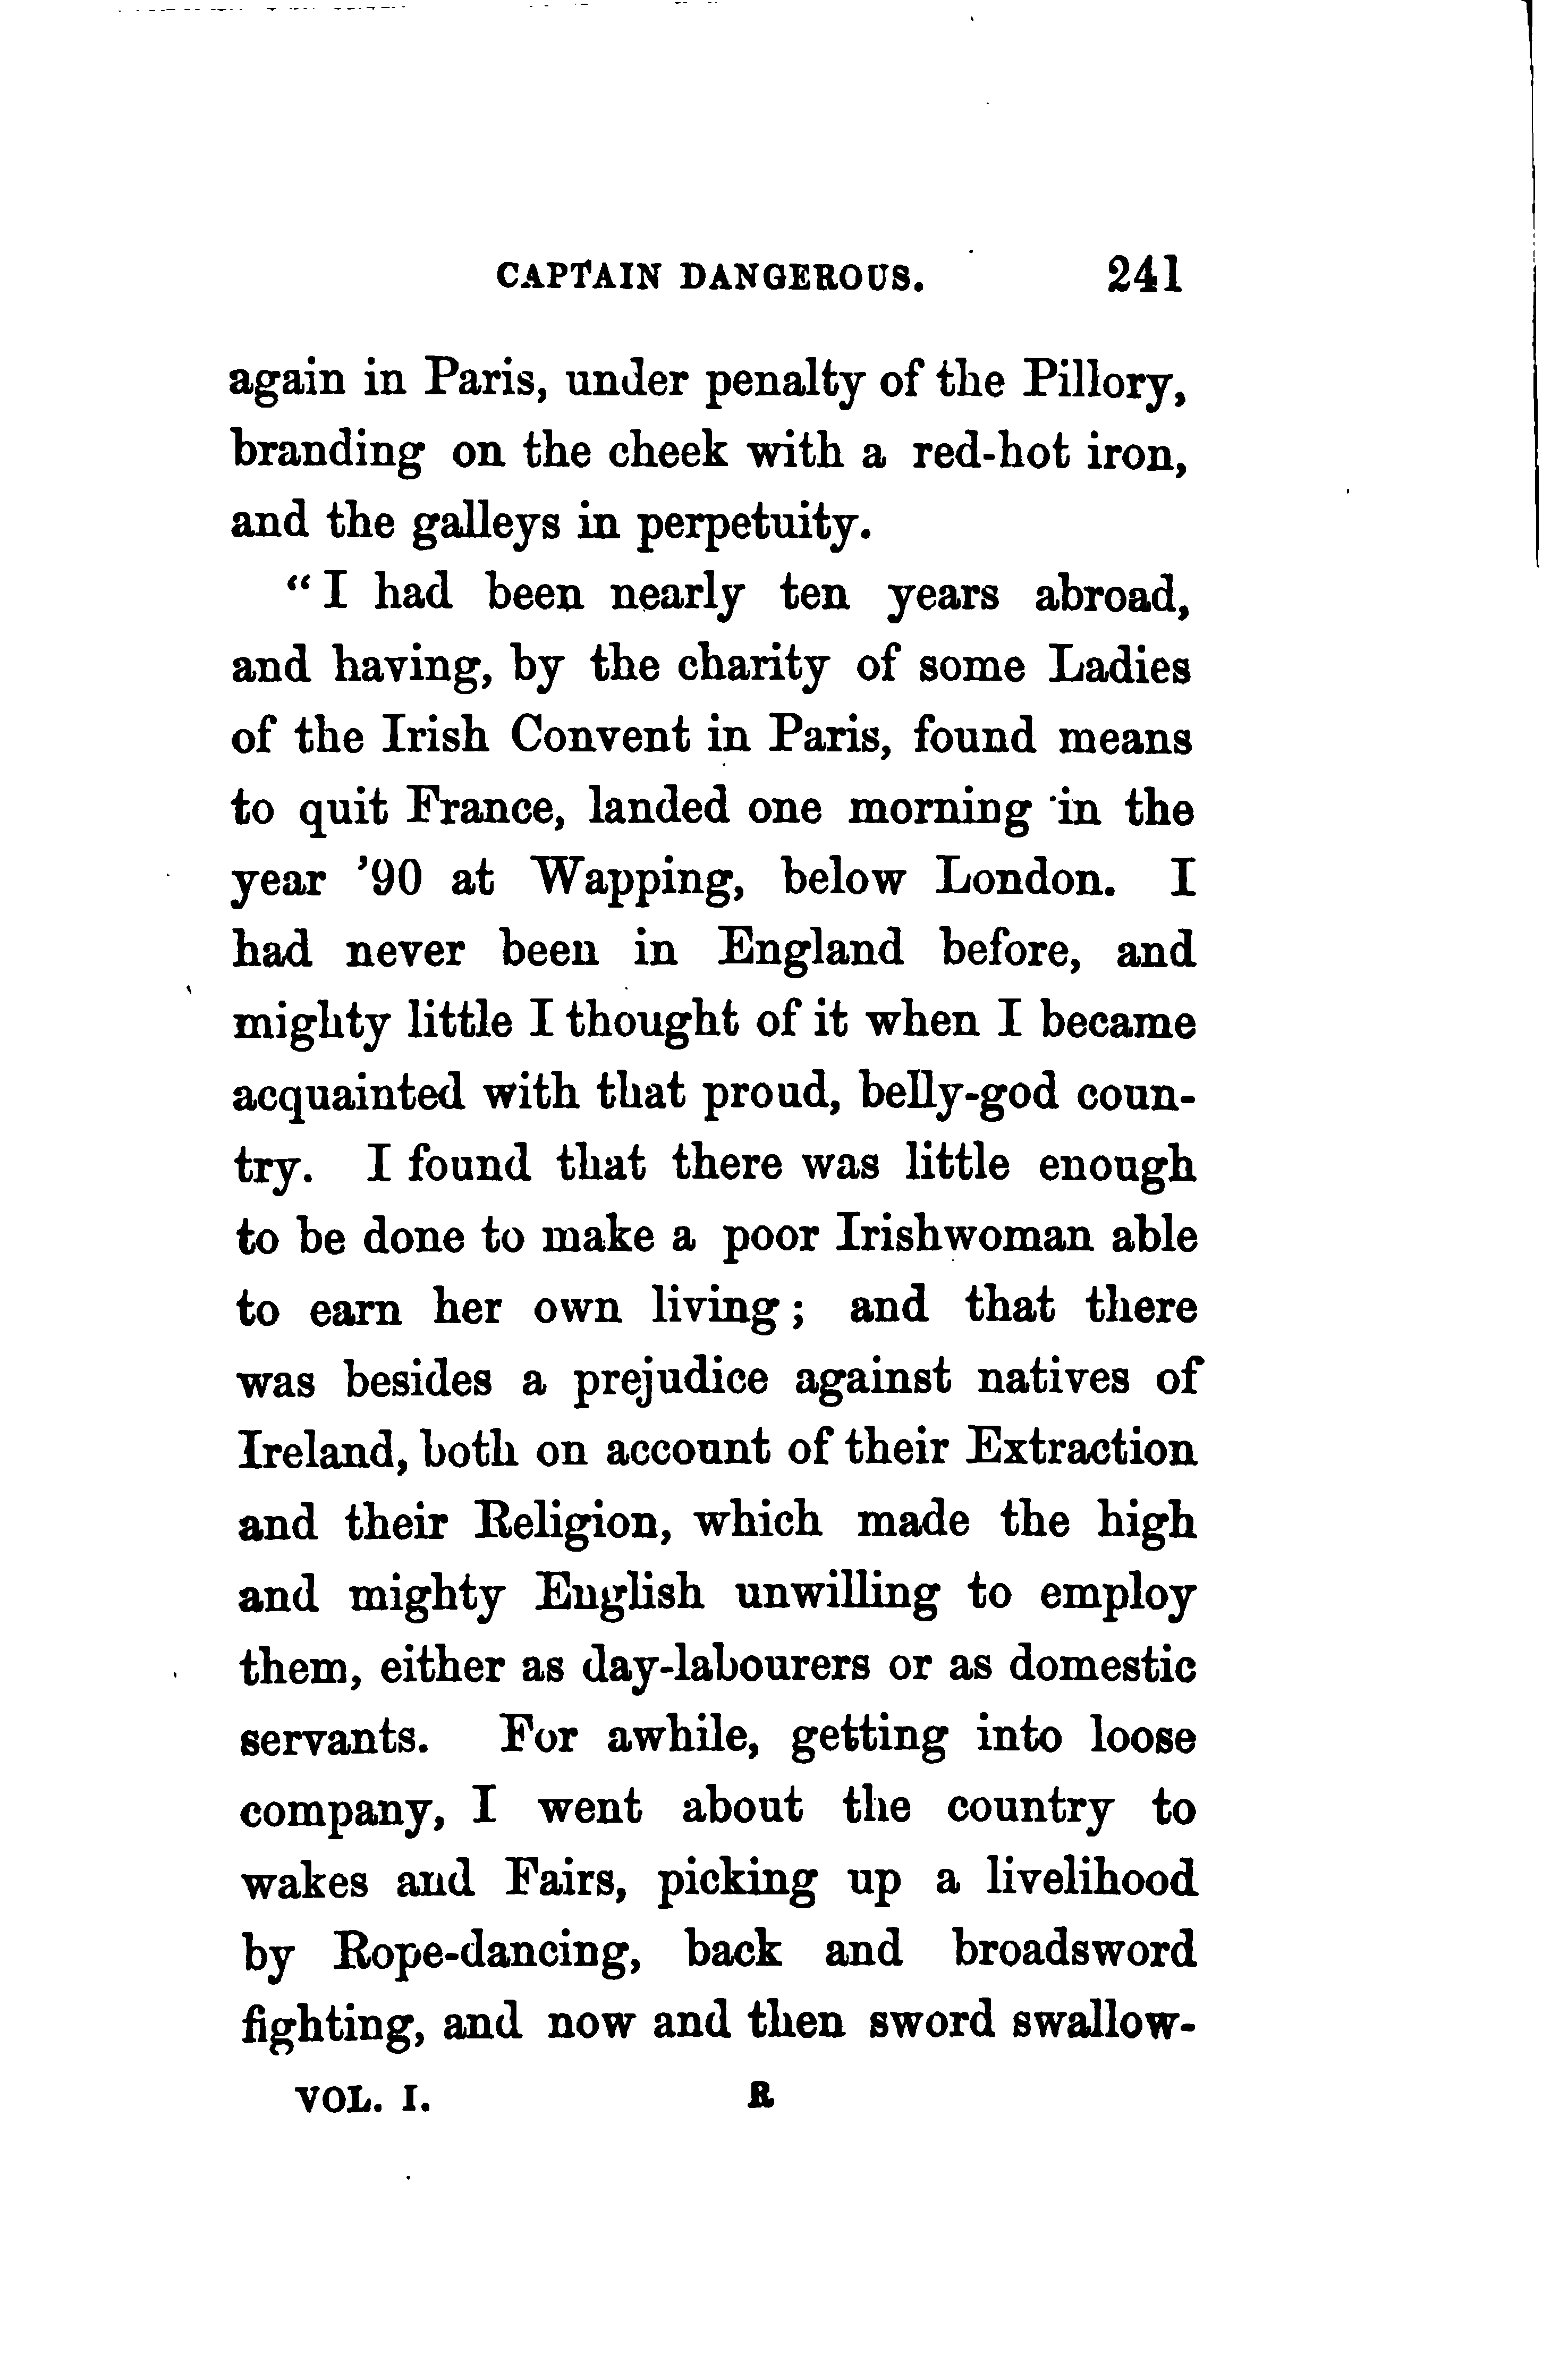 CAPTAIN DANGEROUS. 241
again in Paris, under penalty of the Pillory,
branding on the cheek with a red-hot iron,
and the galleys in perpetuity.
“I had been nearly ten years abroad,
and having, by the charity of some Ladies
of the Irish Convent in Paris, found means
to quit France, landed one morning in the
year ’90 at Wapping, below London. I
had never been in England before, and
mighty little I thought of it when I became
acquainted with that proud, belly-god coun-
try. I found that there was little enough
to be done to make a poor Irishwoman able
to earn her own living; and that there
was besides a prejudice against natives of
Ireland, both on account of their Extraction
and their Religion, which made the high
and mighty English unwilling to employ
them, either as day-labourers or as domestic
servants. For awhile, getting into loose
company, I went about the country to
wakes and Fairs, picking up a livelihood
by Rope-dancing, back and broadsword
fighting, and now and then sword swallow-
VOL. I. R